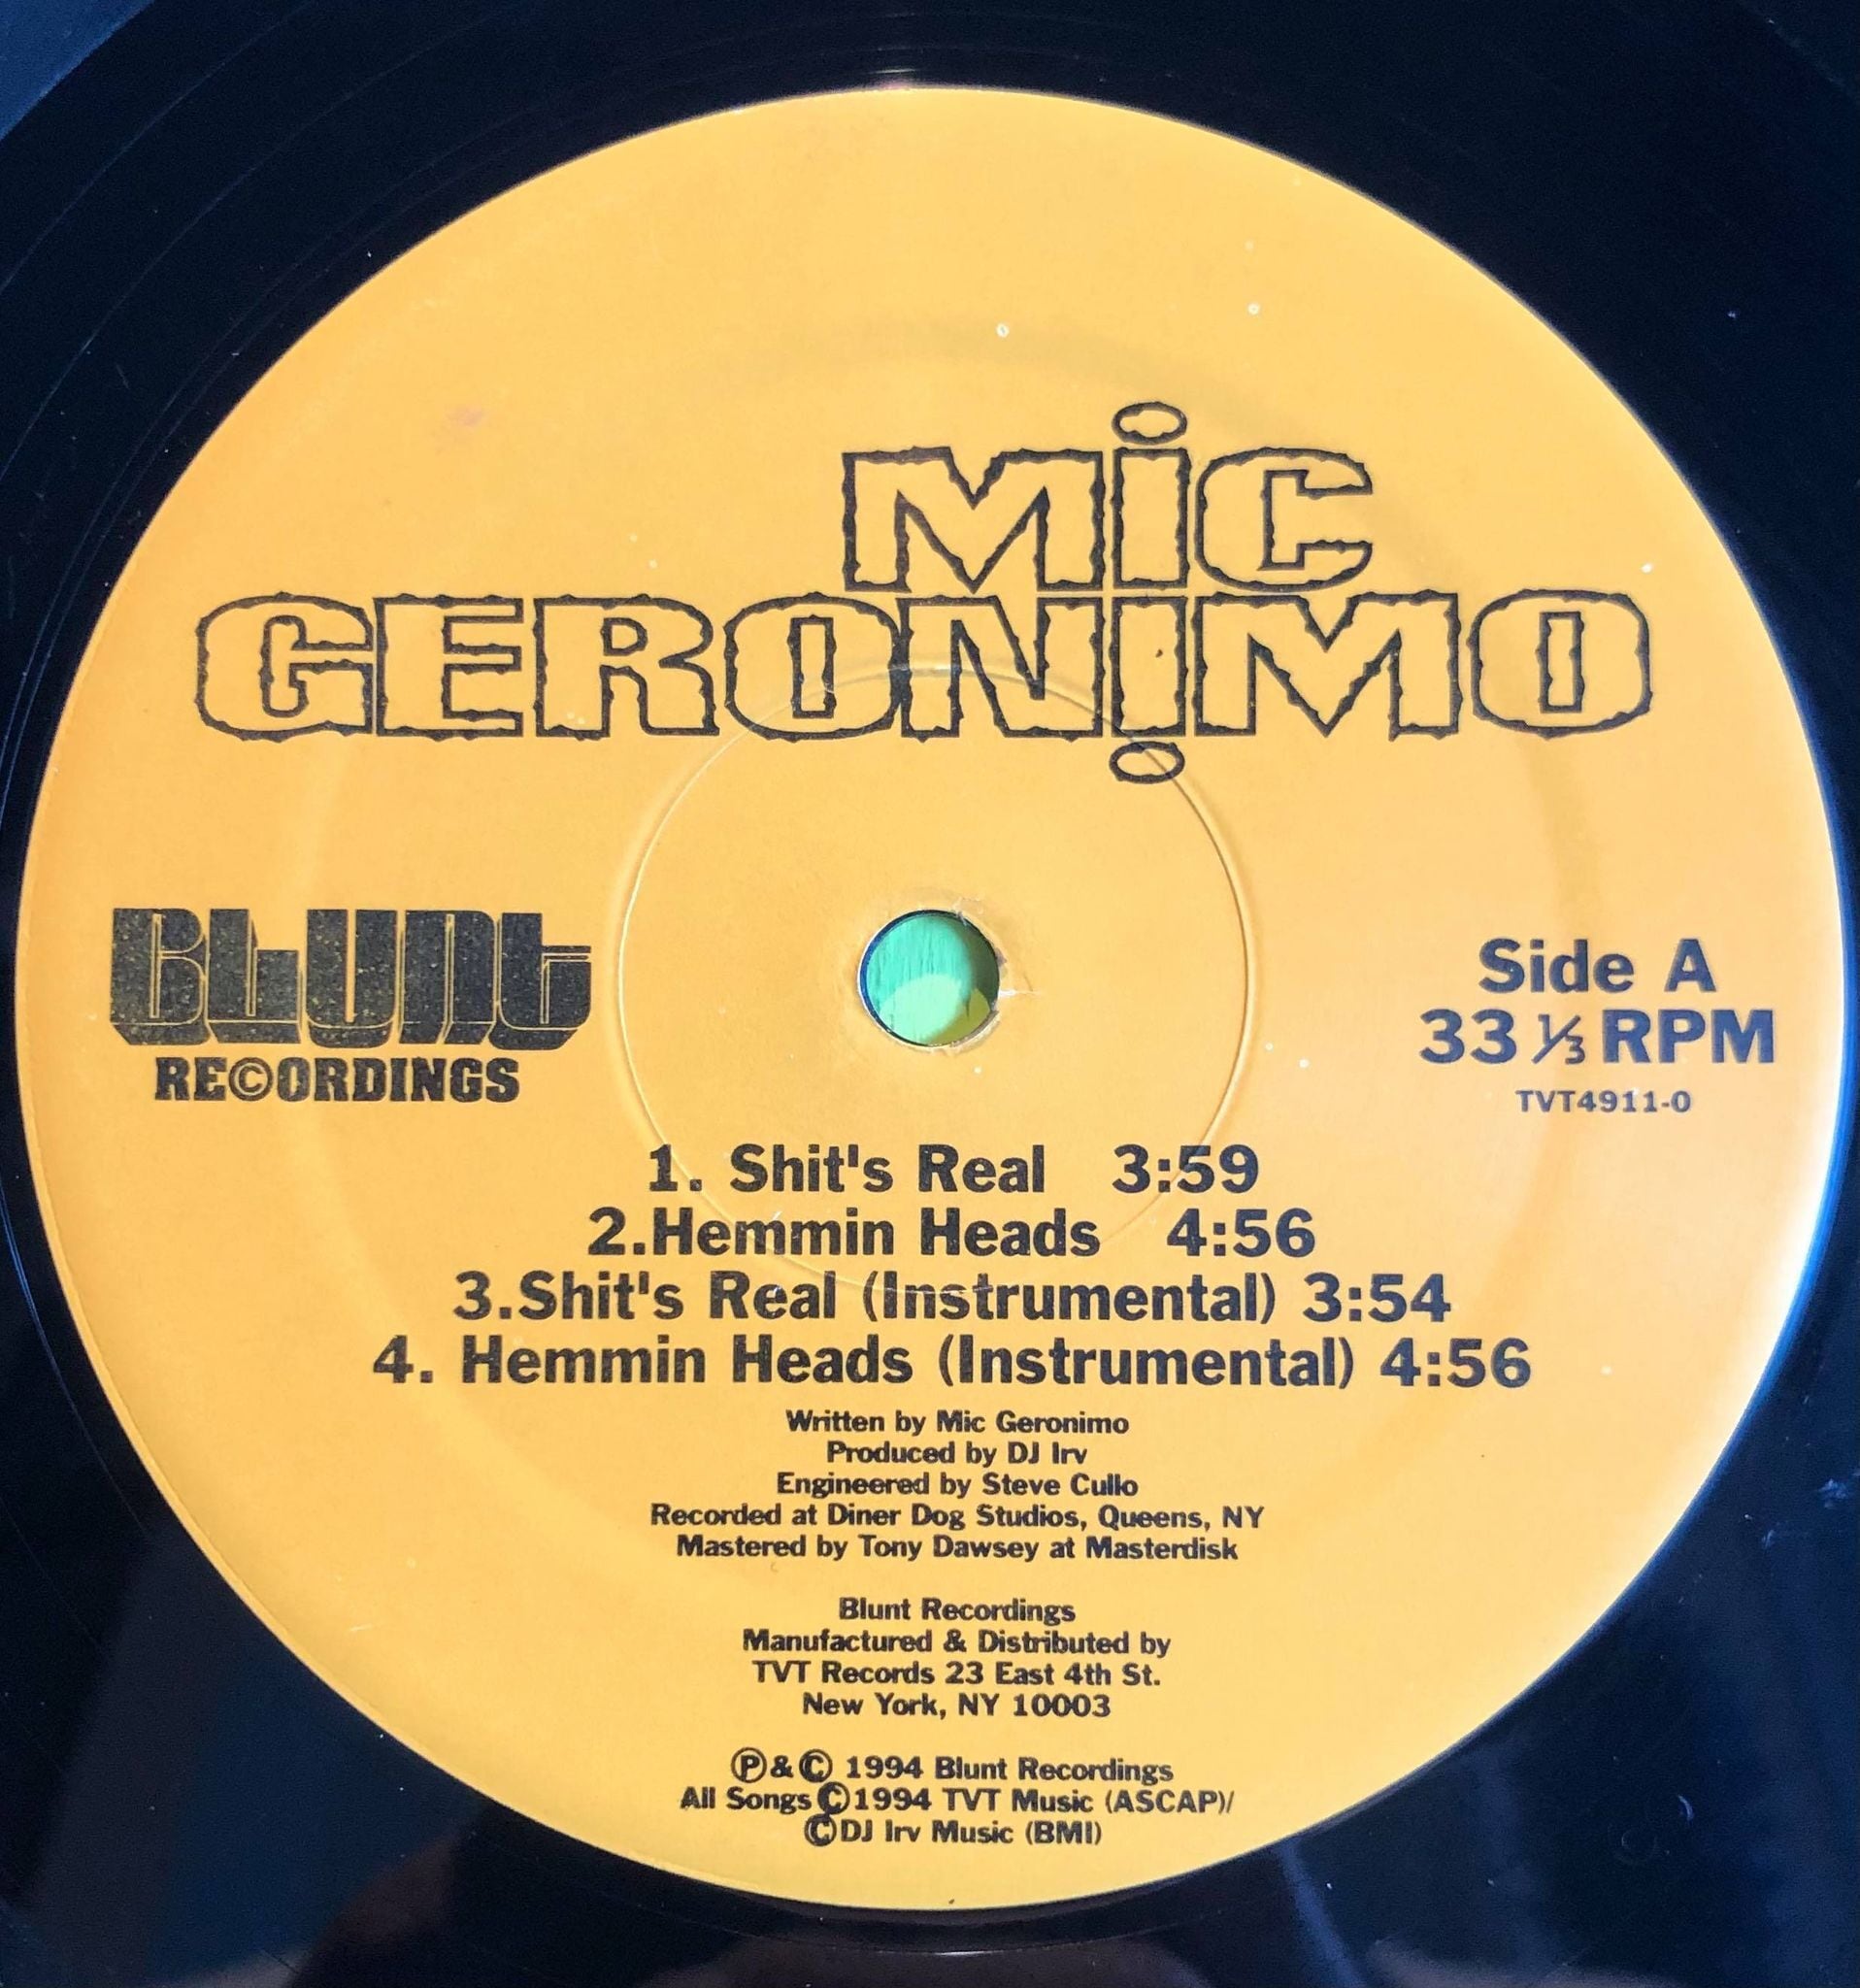 Mic
GERONiMO
BLUNt
RE©ORDINGS
Side A
33 ⅓ RPM
TVT4911-0
1. Shit's Real 3:59
2.Hemmin Heads 4:56
3.Shit's Real (Instrumental) 3:54
4. Hemmin Heads (Instrumental) 4:56
Written by Mic Geronimo
Produced by DJ Irv
Engineered by Steve Cullo
Recorded at Diner Dog Studios, Queens, NY
Mastered by Tony Dawsey at Masterdisk
Blunt Recordings
Manufactured & Distributed by
TVT Records 23 East 4th St.
New York, NY 10003
℗&© 1994 Blunt Recordings
All Songs ©1994 TVT Music (ASCAP)/
©DJ Irv Music (BMI)